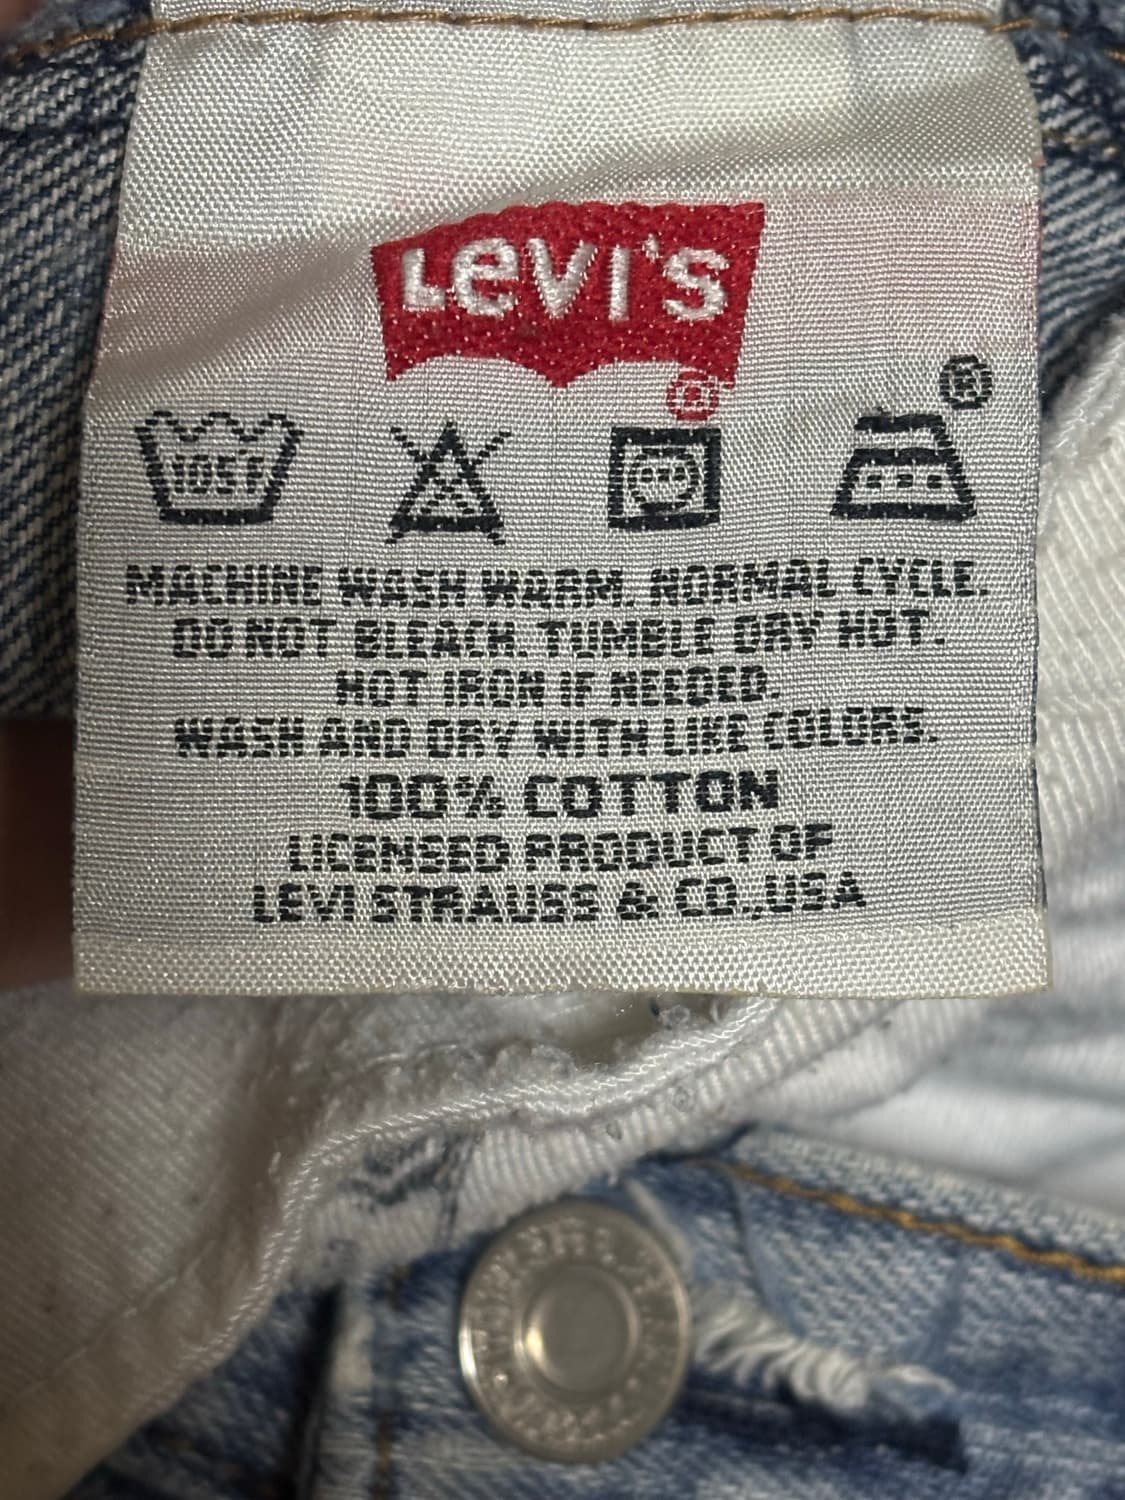 LEVI'S
®
®
105°F
MACHINE WASH WARM. NORMAL CYCLE.
DO NOT BLEACH. TUMBLE DRY HOT.
HOT IRON IF NEEDED.
WASH AND DRY WITH LIKE COLORS.
100% COTTON
LICENSED PRODUCT OF
LEVI STRAUSS & CO., USA